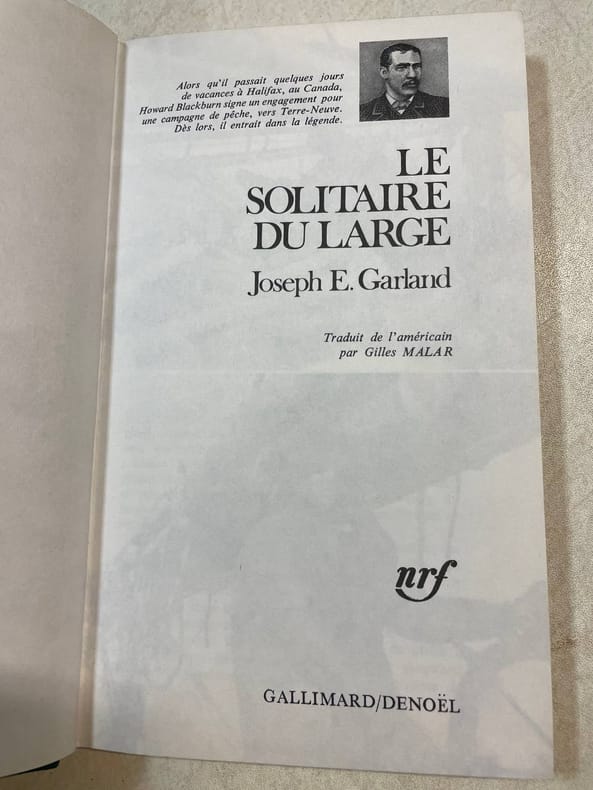 Alors qu'il passait quelques jours
de vacances à Halifax, au Canada,
Howard Blackburn signe un engagement pour
une campagne de pêche, vers Terre-Neuve.
Dès lors, il entrait dans la légende.
LE
SOLITAIRE
DU LARGE
Joseph E. Garland
Traduit de l'américain
par Gilles MALAR
nrf
GALLIMARD/DENOËL